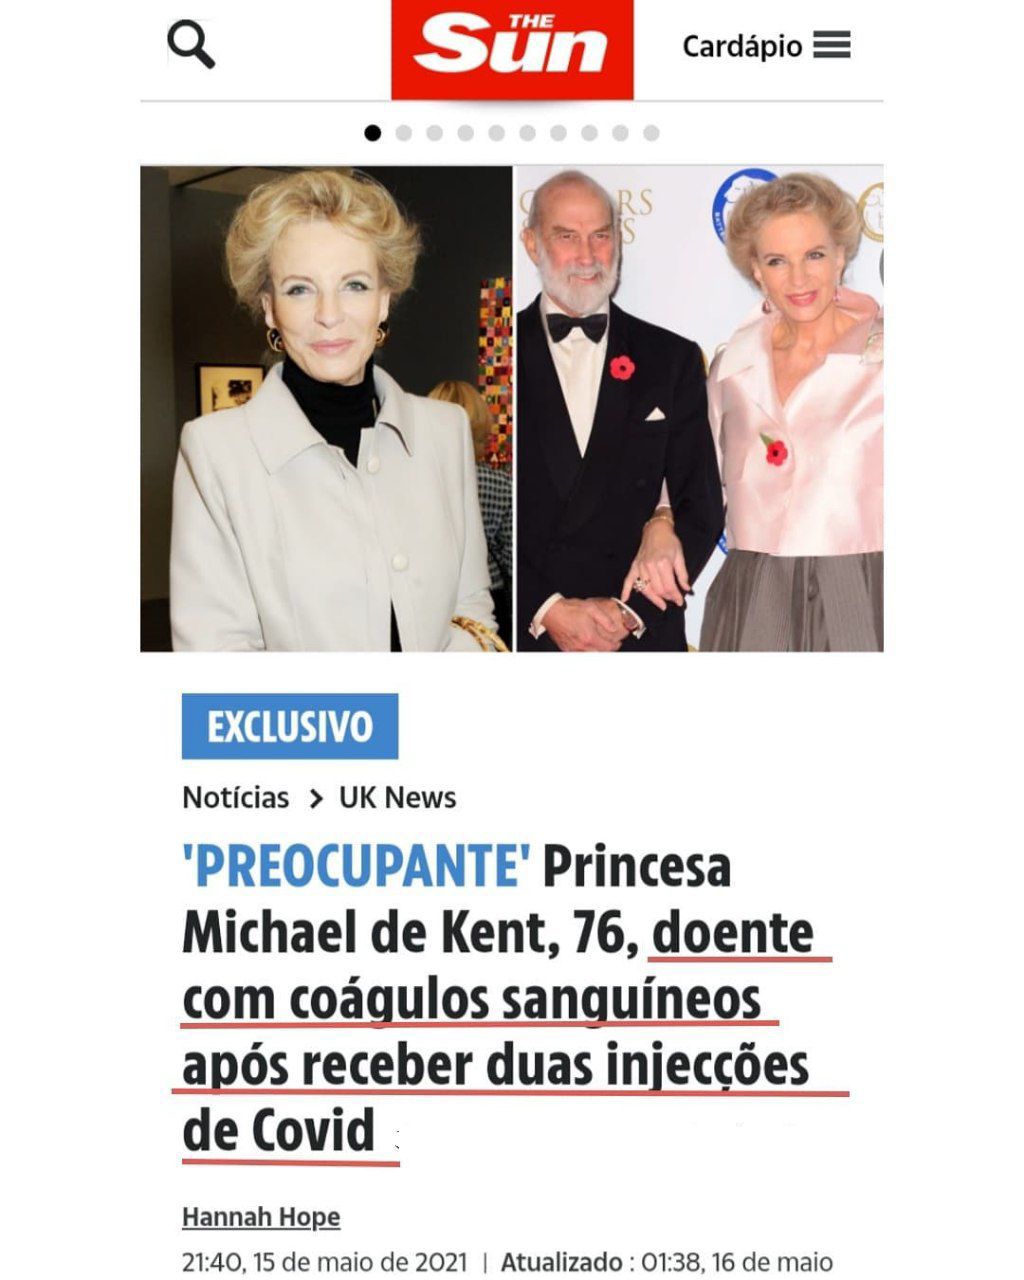 THE
Sun
Cardápio
EXCLUSIVO
Notícias > UK News
'PREOCUPANTE' Princesa
Michael de Kent, 76, doente
com coágulos sanguíneos
após receber duas injecções
de Covid
Hannah Hope
21:40, 15 de maio de 2021 | Atualizado : 01:38, 16 de maio